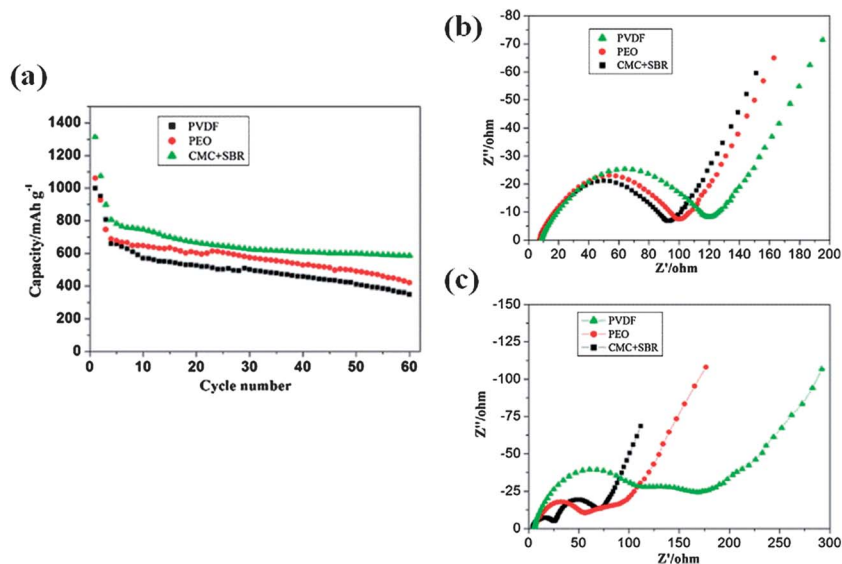 (a)
Capacity/mAh g⁻¹
1400
1200
1000
800
600
400
200
0
PVDF
PEO
CMC+SBR
0
10
20
30
40
50
60
Cycle number
(b)
Z''/ohm
-80
-70
-60
-50
-40
-30
-20
-10
0
PVDF
PEO
CMC+SBR
0 20 40 60 80 100 120 140 160 180 200
Z'/ohm
(c)
Z''/ohm
-150
-125
-100
-75
-50
-25
0
PVDF
PEO
CMC+SBR
0 50 100 150 200 250 300
Z'/ohm